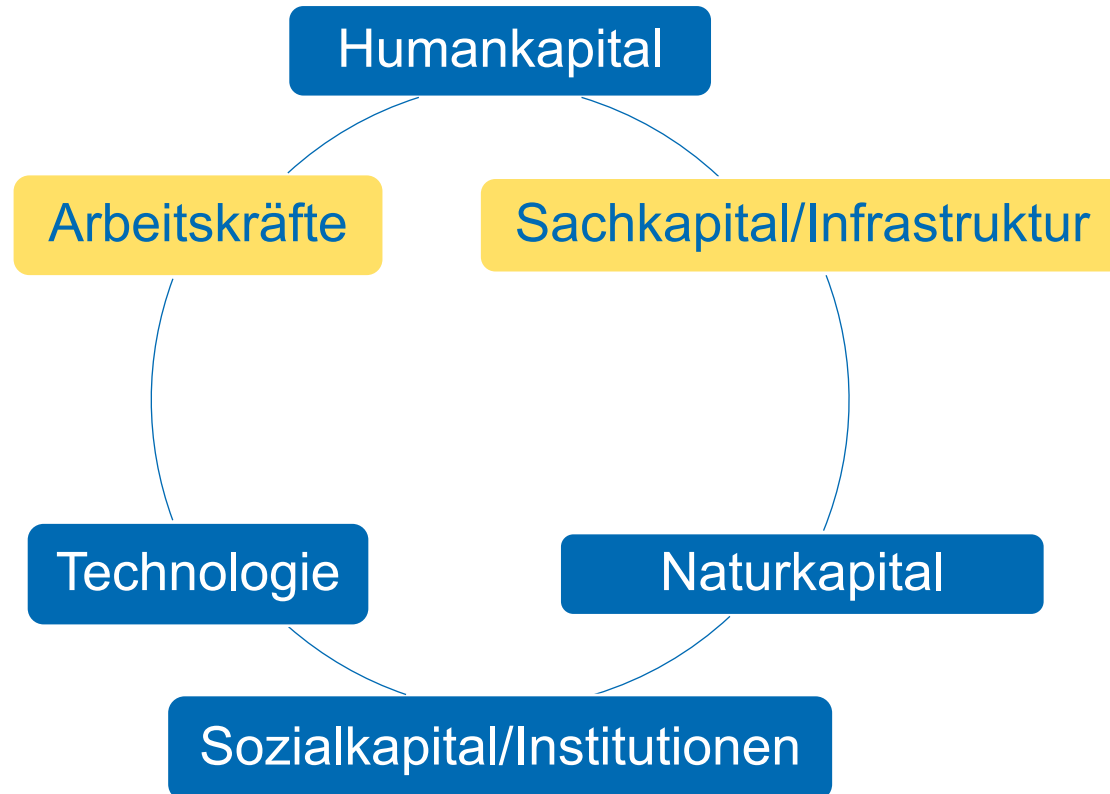 Humankapital
Arbeitskräfte
Sachkapital/Infrastruktur
Technologie
Naturkapital
Sozialkapital/Institutionen